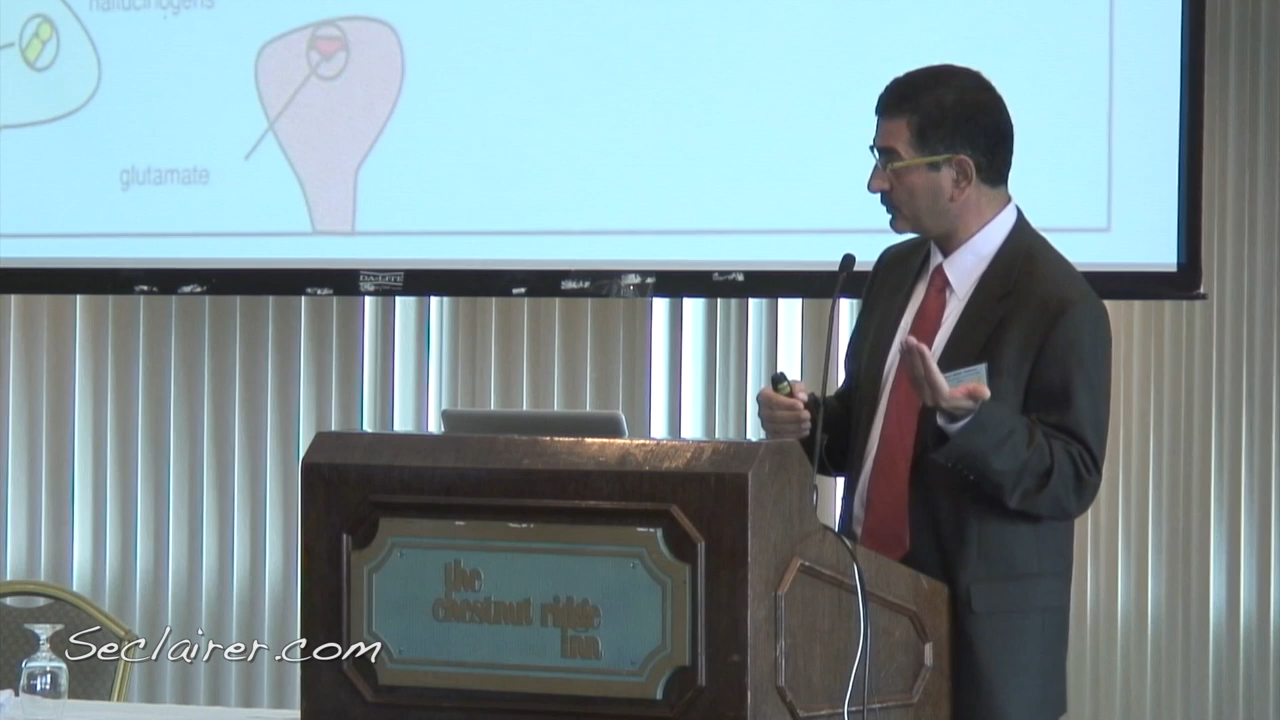 hallucinogens
glutamate
DA-LITE
the
chestnut ridge
inn
Seclairer.com